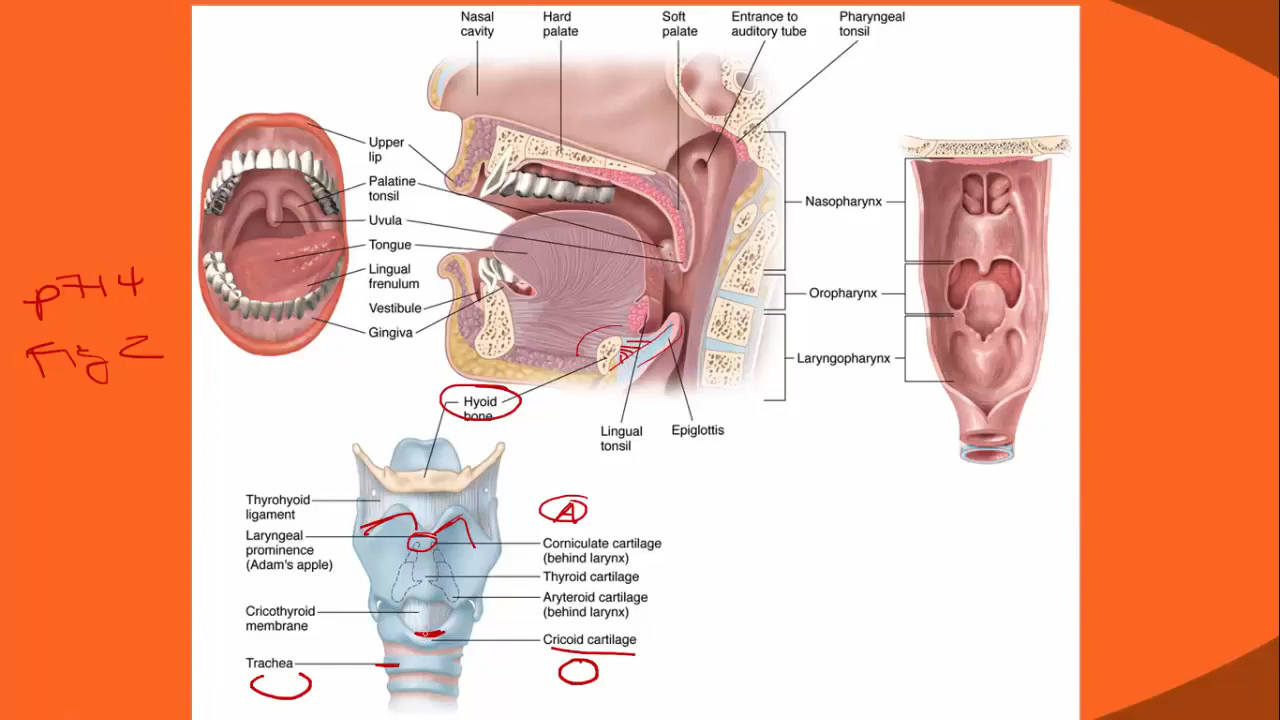 Nasal
cavity
Hard
palate
Soft
palate
Entrance to
auditory tube
Pharyngeal
tonsil
Upper
lip
Palatine
tonsil
Uvula
Tongue
Lingual
frenulum
Vestibule
Gingiva
Nasopharynx
Oropharynx
Laryngopharynx
p714
Fig 2
Hyoid
bone
Lingual
tonsil
Epiglottis
Thyrohyoid
ligament
Laryngeal
prominence
(Adam's apple)
Cricothyroid
membrane
Trachea
A
Corniculate cartilage
(behind larynx)
Thyroid cartilage
Aryteroid cartilage
(behind larynx)
Cricoid cartilage